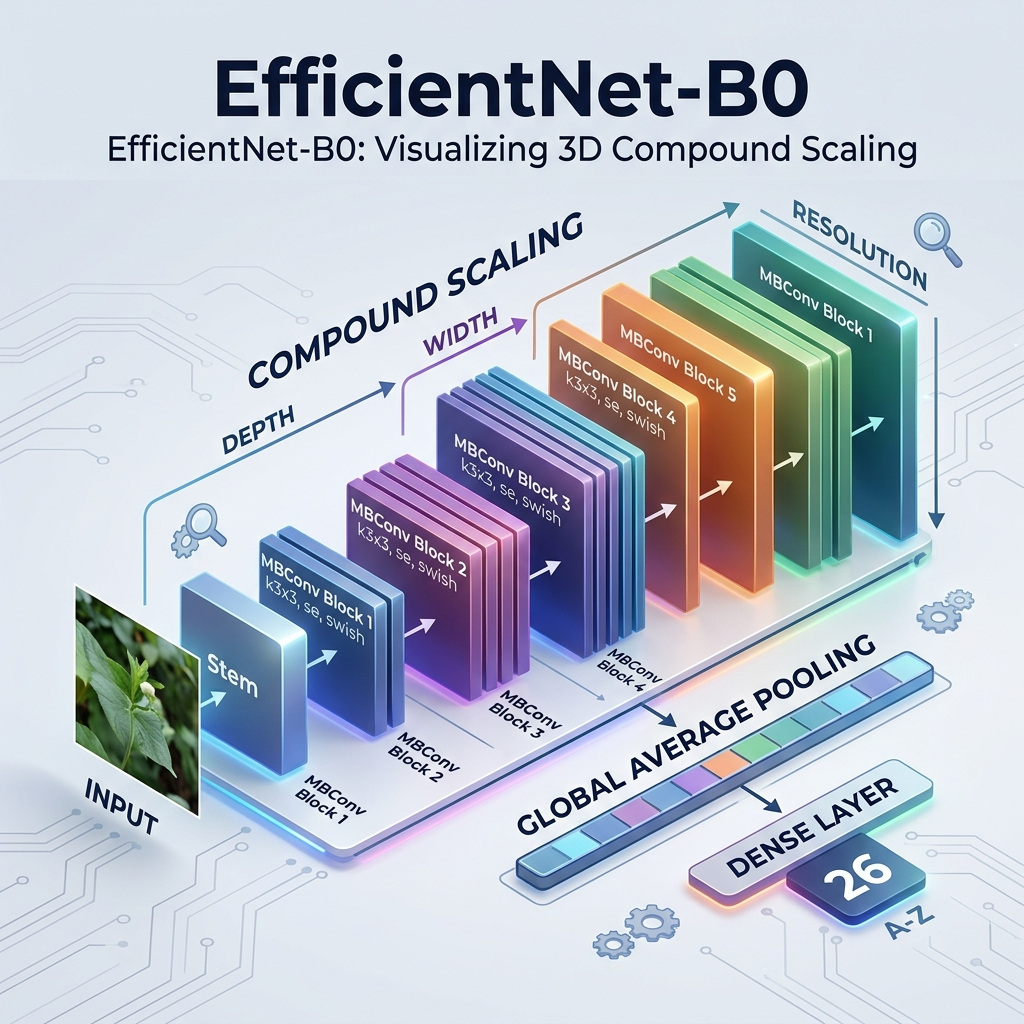 EfficientNet-B0
EfficientNet-B0: Visualizing 3D Compound Scaling
COMPOUND SCALING
DEPTH
WIDTH
RESOLUTION
INPUT
Stem
MBConv Block 1
k3x3, se, swish
MBConv Block 2
k3x3, se, swish
MBConv Block 3
k3x3, se, swish
MBConv Block 4
k3x3, se, swish
MBConv Block 5
MBConv Block 1
MBConv
Block 1
MBConv
Block 2
MBConv
Block 3
MBConv
Block 4
GLOBAL AVERAGE POOLING
DENSE LAYER
26
A-Z